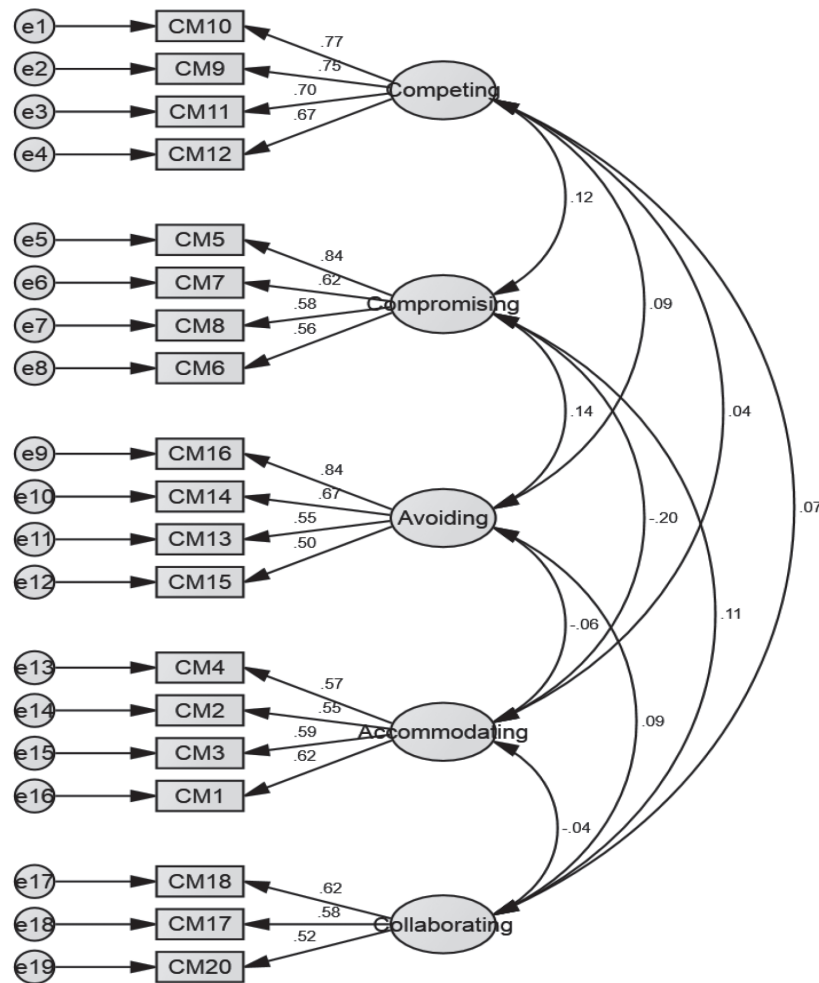 e1 CM10
.77
e2 CM9
.75
Competing
e3 CM11
.70
e4 CM12
.67
.12
e5 CM5
.84
e6 CM7
.62
Compromising
.09
e7 CM8
.58
e8 CM6
.56
.14
.04
e9 CM16
.84
e10 CM14
.67
Avoiding
-.20
.07
e11 CM13
.55
e12 CM15
.50
-.06
.11
e13 CM4
.57
e14 CM2
.55
Accommodating
.09
e15 CM3
.59
e16 CM1
.62
-.04
e17 CM18
.62
e18 CM17
.58
Collaborating
e19 CM20
.52